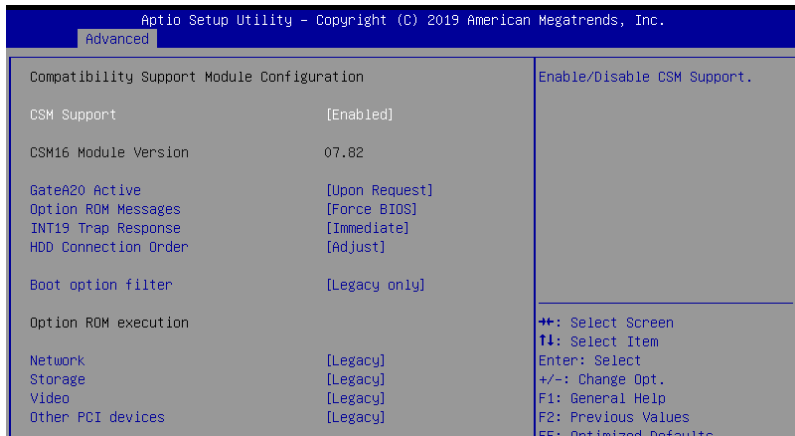 Aptio Setup Utility – Copyright (C) 2019 American Megatrends, Inc.
Advanced
Compatibility Support Module Configuration
CSM Support [Enabled]
CSM16 Module Version 07.82
GateA20 Active [Upon Request]
Option ROM Messages [Force BIOS]
INT19 Trap Response [Immediate]
HDD Connection Order [Adjust]
Boot option filter [Legacy only]
Option ROM execution
Network [Legacy]
Storage [Legacy]
Video [Legacy]
Other PCI devices [Legacy]
Enable/Disable CSM Support.
→←: Select Screen
↑↓: Select Item
Enter: Select
+/-: Change Opt.
F1: General Help
F2: Previous Values
Optimized Defaults